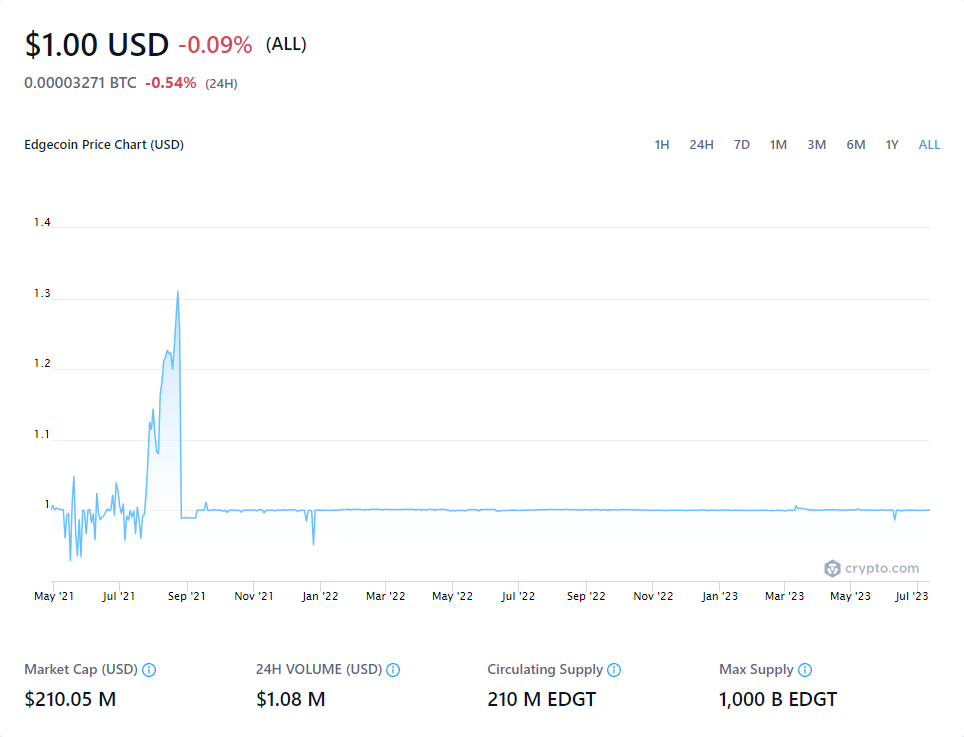 $1.00 USD -0.09% (ALL)
0.00003271 BTC -0.54% (24H)
Edgecoin Price Chart (USD) 1H 24H 7D 1M 3M 6M 1Y ALL
1.4
1.3
1.2
1.1
1
crypto.com
May '21 Jul '21 Sep '21 Nov '21 Jan '22 Mar '22 May '22 Jul '22 Sep '22 Nov '22 Jan '23 Mar '23 May '23 Jul '23
Market Cap (USD) 24H VOLUME (USD) Circulating Supply Max Supply
$210.05 M $1.08 M 210 M EDGT 1,000 B EDGT